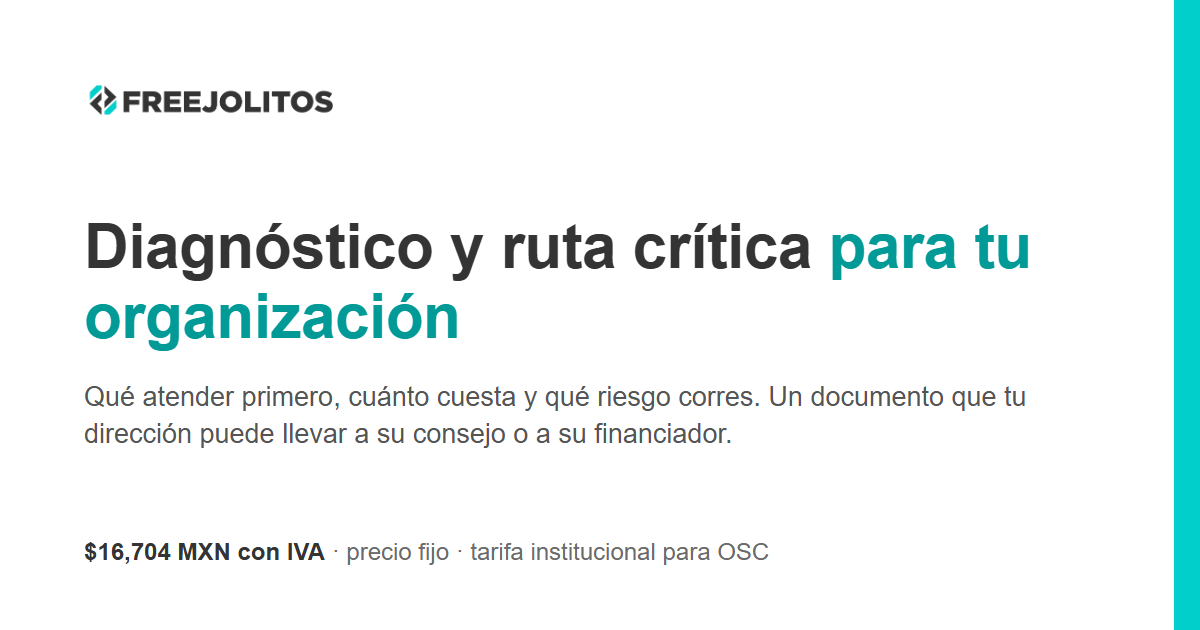 FREEJOLITOS
Diagnóstico y ruta crítica para tu
organización
Qué atender primero, cuánto cuesta y qué riesgo corres. Un documento que tu
dirección puede llevar a su consejo o a su financiador.
$16,704 MXN con IVA · precio fijo · tarifa institucional para OSC